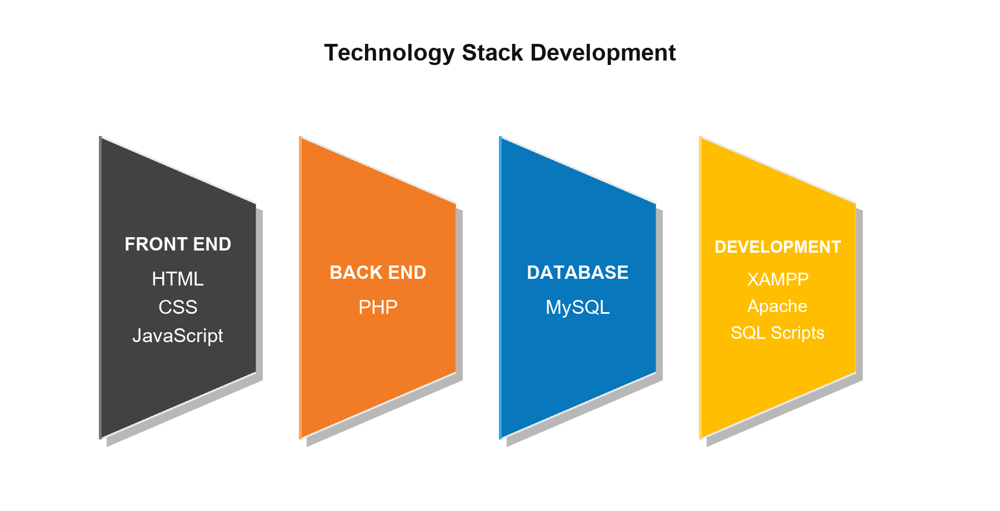 Technology Stack Development
FRONT END
HTML
CSS
JavaScript
BACK END
PHP
DATABASE
MySQL
DEVELOPMENT
XAMPP
Apache
SQL Scripts